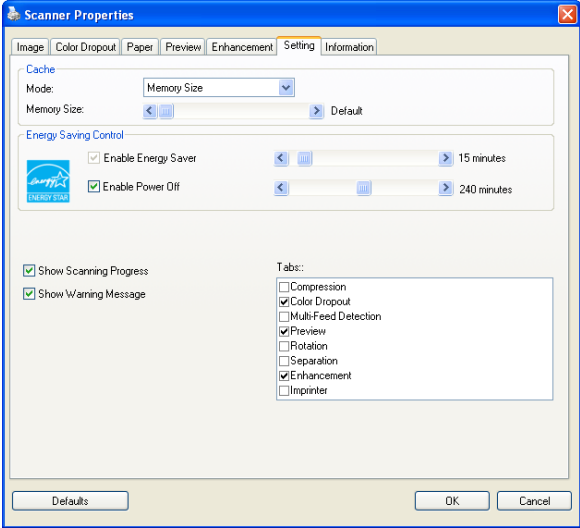 Scanner Properties
Image Color Dropout Paper Preview Enhancement Setting Information
Cache
Mode: Memory Size
Memory Size: Default
Energy Saving Control
Enable Energy Saver 15 minutes
energy
ENERGY STAR
Enable Power Off 240 minutes
Show Scanning Progress
Show Warning Message
Tabs::
Compression
Color Dropout
Multi-Feed Detection
Preview
Rotation
Separation
Enhancement
Imprinter
Defaults OK Cancel